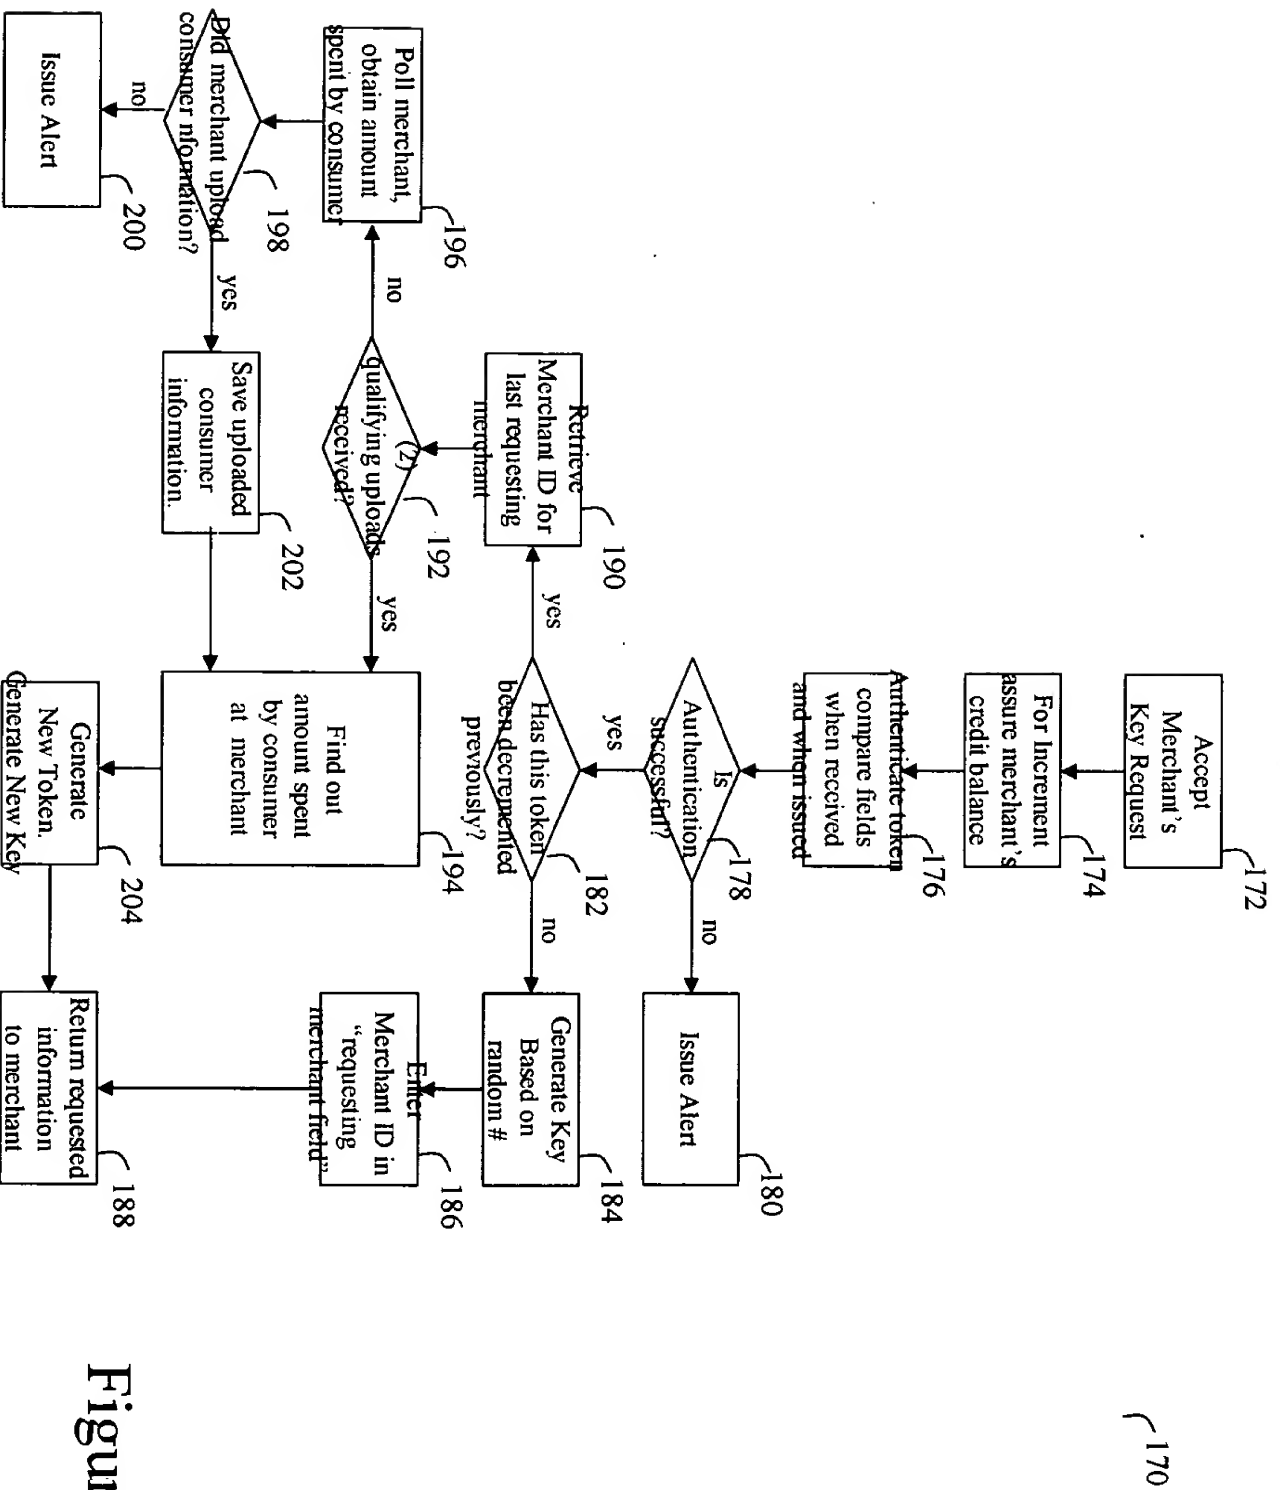 170
Accept
Merchant's
Key Request
172
For Increment
assure merchant's
credit balance
174
Authenticate token
compare fields
when received
and when issued
176
Is
Authentication
successful?
178
no
Issue Alert
180
yes
Has this token
been decremented
previously?
182
no
Generate Key
Based on
random #
184
Enter
Merchant ID in
"requesting
merchant field"
186
Return requested
information
to merchant
188
yes
Retrieve
Merchant ID for
last requesting
merchant
190
(2)
qualifying uploads
received?
192
yes
Find out
amount spent
by consumer
at merchant
194
no
Poll merchant,
obtain amount
spent by consumer
196
Did merchant upload
consumer nformation?
198
no
Issue Alert
200
yes
Save uploaded
consumer
information.
202
Generate
New Token.
Generate New Key
204
Figur